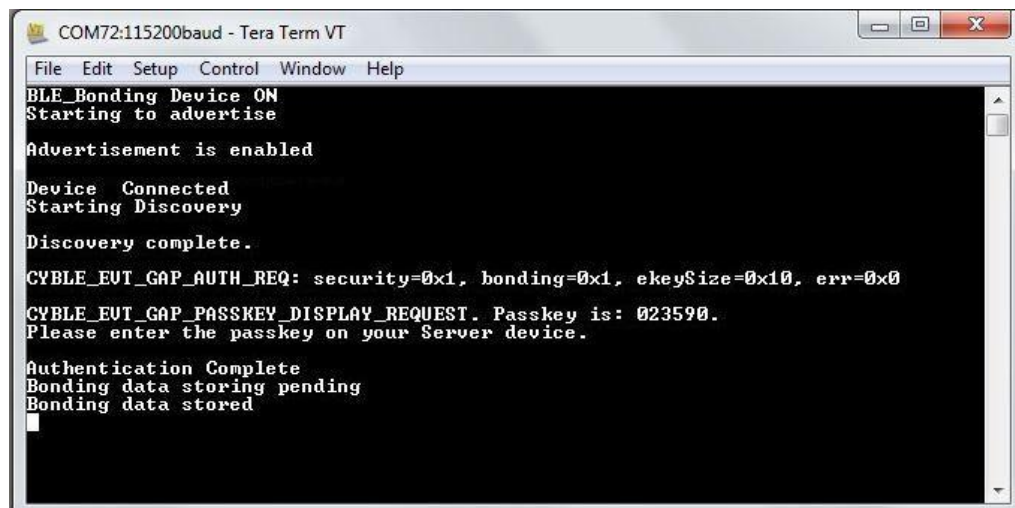 COM72:115200baud - Tera Term VT
File Edit Setup Control Window Help
BLE_Bonding Device ON
Starting to advertise
Advertisement is enabled
Device  Connected
Starting Discovery
Discovery complete.
CYBLE_EVT_GAP_AUTH_REQ: security=0x1, bonding=0x1, ekeySize=0x10, err=0x0
CYBLE_EVT_GAP_PASSKEY_DISPLAY_REQUEST. Passkey is: 023590.
Please enter the passkey on your Server device.
Authentication Complete
Bonding data storing pending
Bonding data stored